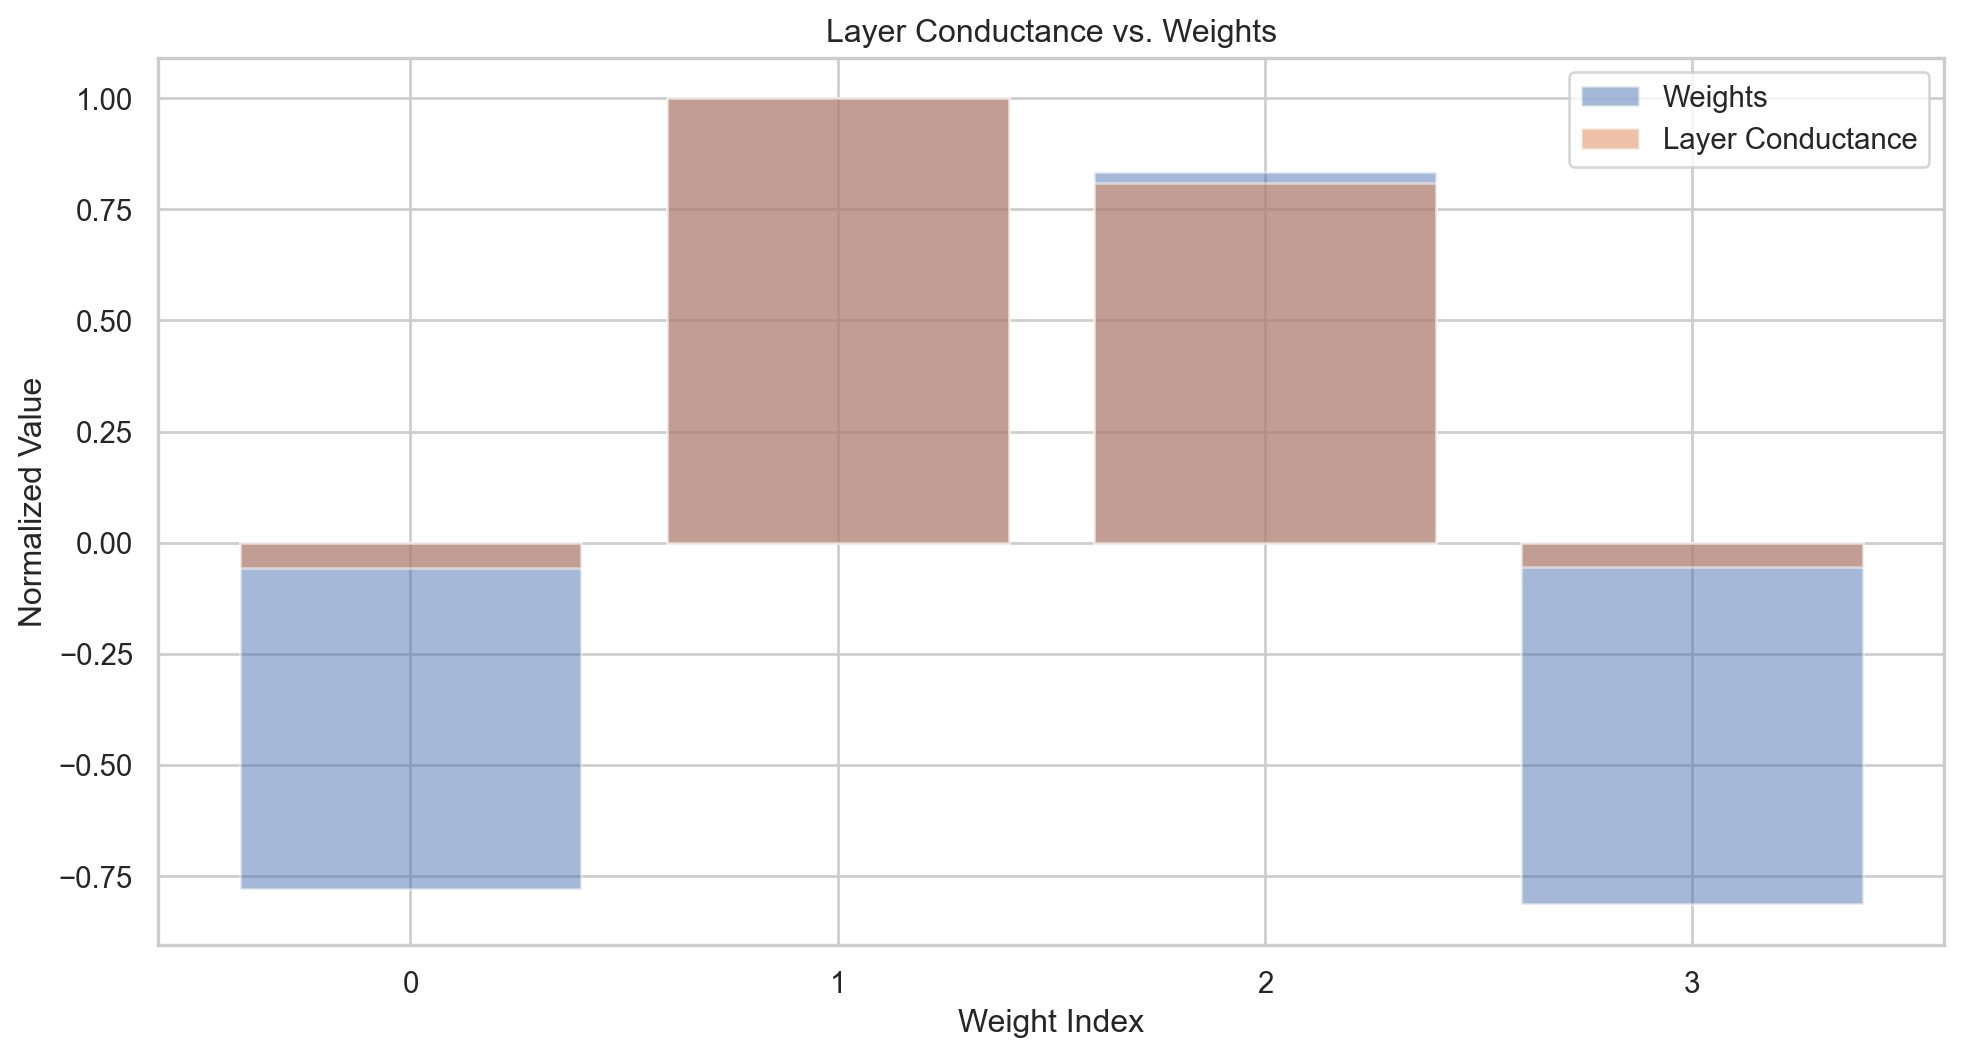 Layer Conductance vs. Weights
Weights
Layer Conductance
1.00
0.75
0.50
0.25
0.00
−0.25
−0.50
−0.75
Normalized Value
0 1 2 3
Weight Index